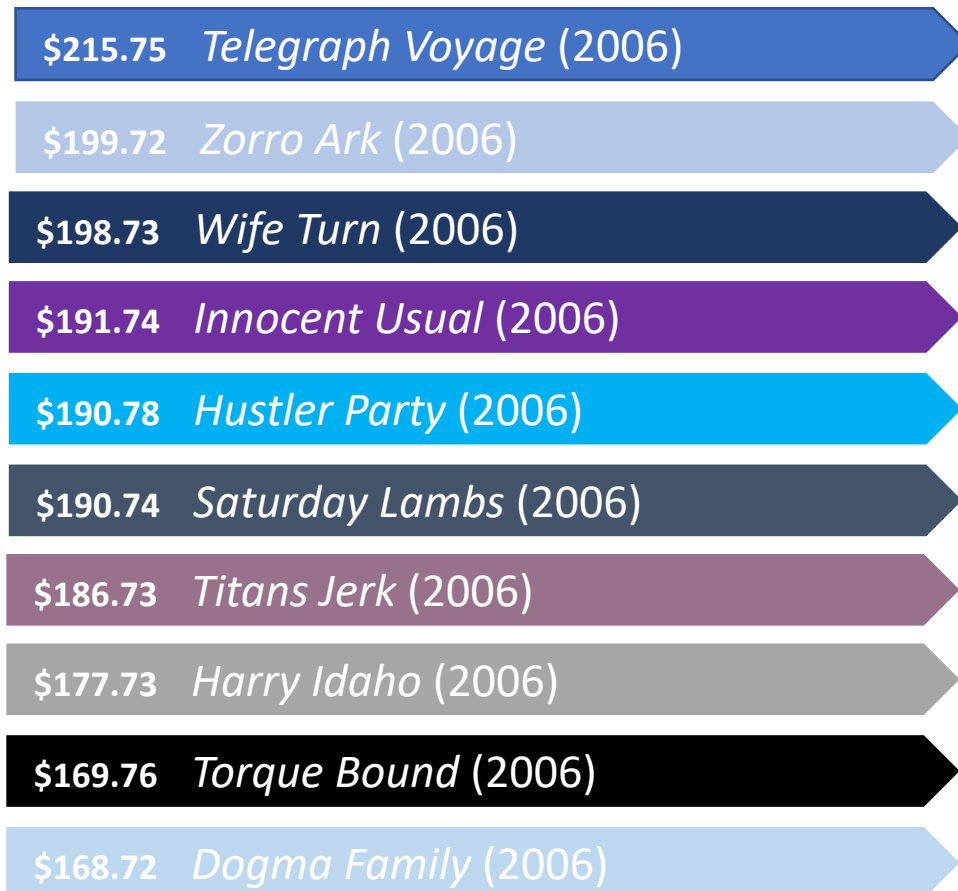 $215.75 Telegraph Voyage (2006)
$199.72 Zorro Ark (2006)
$198.73 Wife Turn (2006)
$191.74 Innocent Usual (2006)
$190.78 Hustler Party (2006)
$190.74 Saturday Lambs (2006)
$186.73 Titans Jerk (2006)
$177.73 Harry Idaho (2006)
$169.76 Torque Bound (2006)
$168.72 Dogma Family (2006)